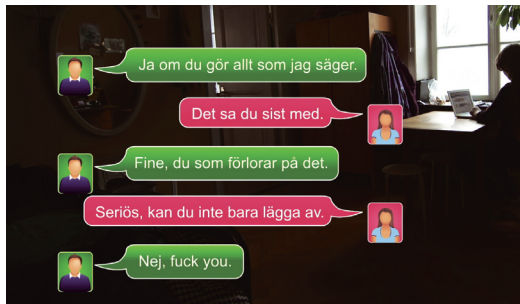 Ja om du gör allt som jag säger.
Det sa du sist med.
Fine, du som förlorar på det.
Seriös, kan du inte bara lägga av.
Nej, fuck you.